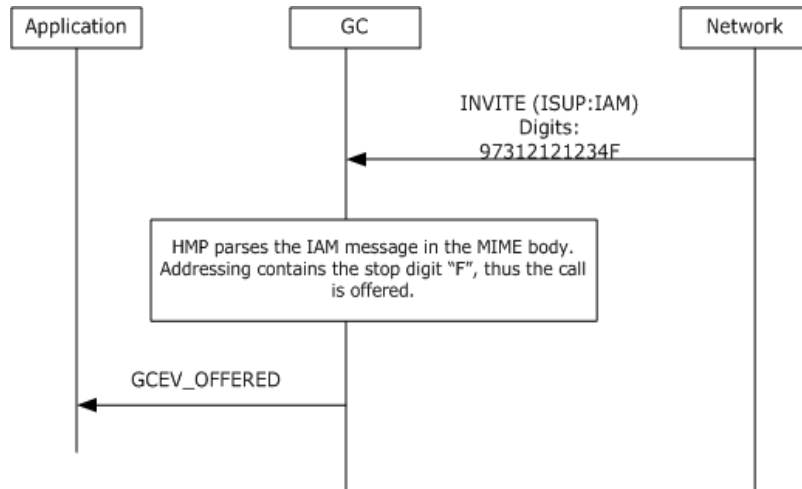 Application
GC
Network
INVITE (ISUP:IAM)
Digits:
97312121234F
HMP parses the IAM message in the MIME body.
Addressing contains the stop digit “F”, thus the call
is offered.
GCEV_OFFERED